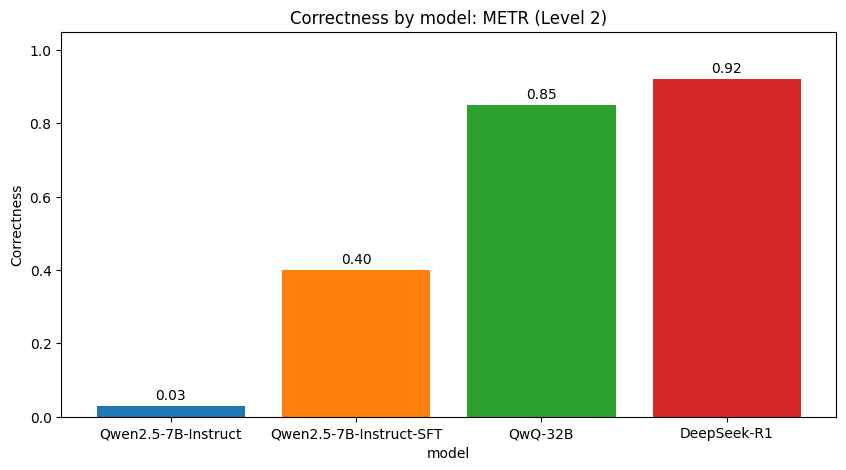 Correctness by model: METR (Level 2)
1.0
0.8
0.6
0.4
0.2
0.0
Correctness
0.03
0.40
0.85
0.92
Qwen2.5-7B-Instruct
Qwen2.5-7B-Instruct-SFT
QwQ-32B
DeepSeek-R1
model